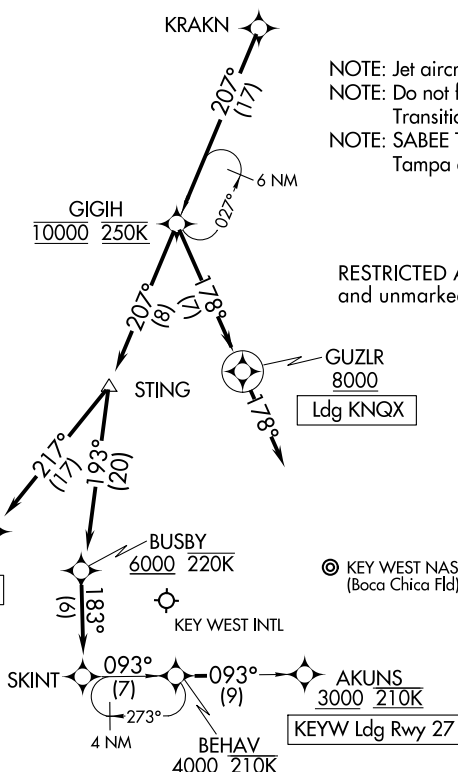 KRAKN
207°
(17)
NOTE: Jet aircr
NOTE: Do not f
Transitio
NOTE: SABEE T
Tampa
6 NM
027°
GIGIH
10000 250K
207°
(8)
178°
(7)
RESTRICTED A
and unmarke
GUZLR
8000
Ldg KNQX
178°
STING
217°
(17)
193°
(20)
BUSBY
6000 220K
KEY WEST NAS
(Boca Chica Fld)
183°
(6)
KEY WEST INTL
SKINT
093°
(7)
093°
(9)
AKUNS
3000 210K
KEYW Ldg Rwy 27
273°
4 NM
BEHAV
4000 210K